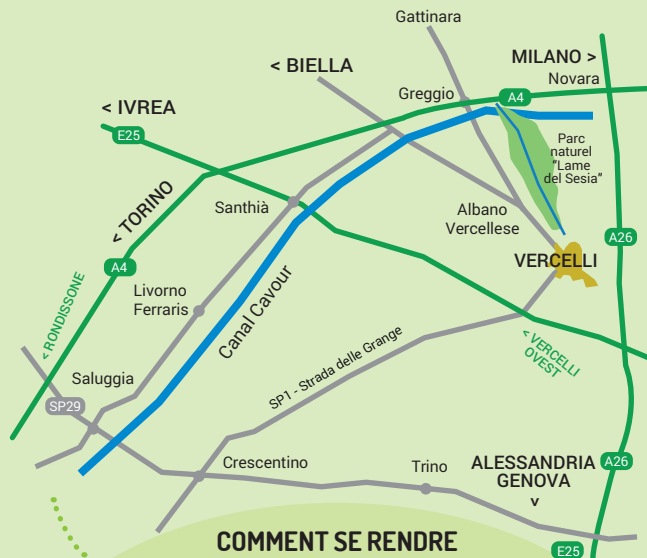 Gattinara
MILANO >
< BIELLA
Novara
Greggio
A4
< IVREA
E25
Parc
naturel
"Lame
del Sesia"
< TORINO
Santhià
Albano
Vercellese
A26
VERCELLI
A4
< RONDISSONE
Livorno
Ferraris
Canal Cavour
< VERCELLI
OVEST
SP1 - Strada delle Grange
Saluggia
SP29
Crescentino
Trino
ALESSANDRIA
GENOVA
v
A26
COMMENT SE RENDRE
E25